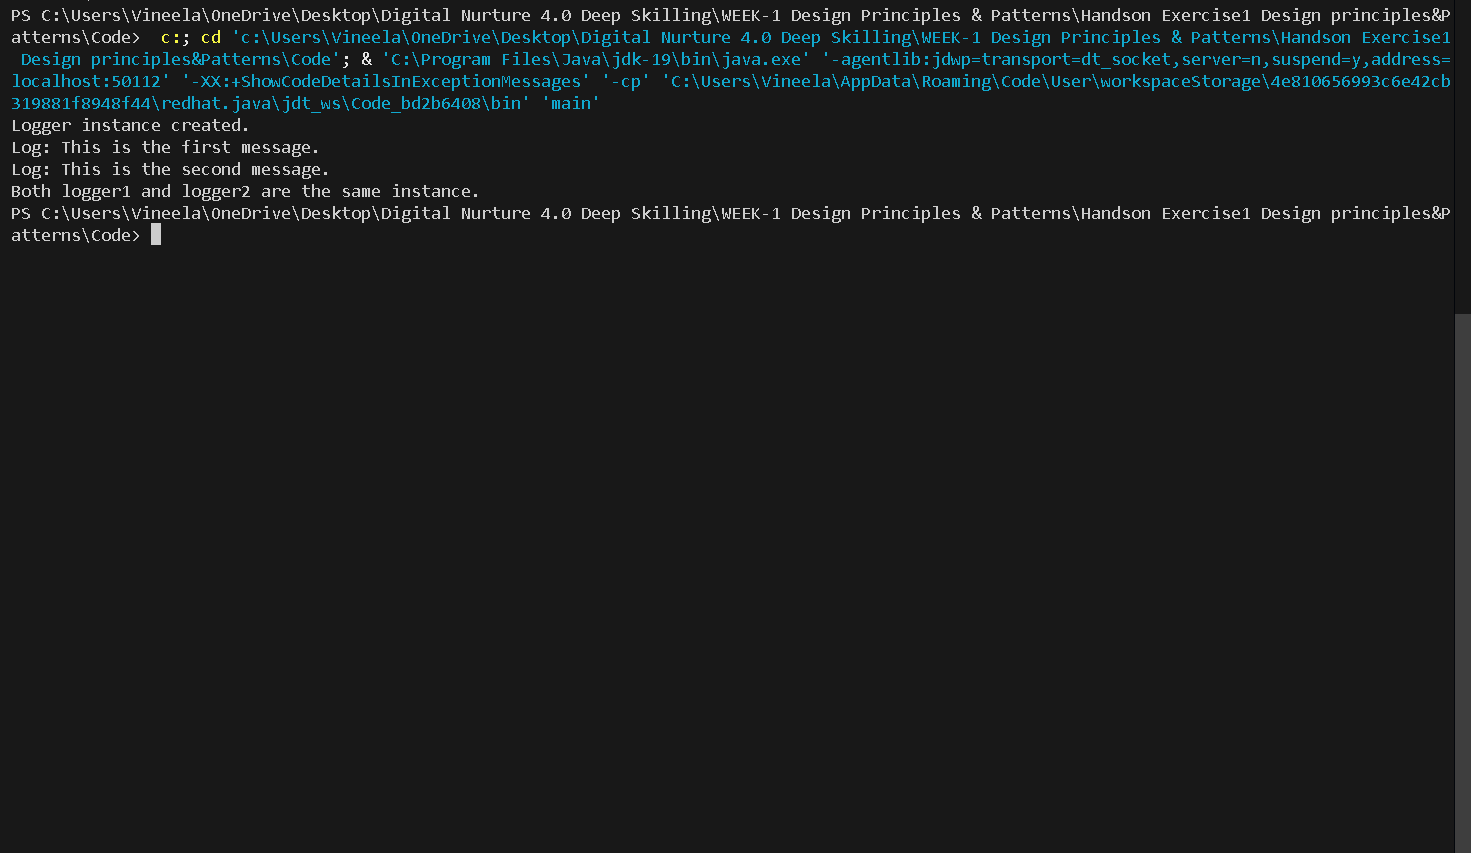 PS C:\Users\Vineela\OneDrive\Desktop\Digital Nurture 4.0 Deep Skilling\WEEK-1 Design Principles & Patterns\Handson Exercise1 Design principles&P
atterns\Code>  c:; cd 'c:\Users\Vineela\OneDrive\Desktop\Digital Nurture 4.0 Deep Skilling\WEEK-1 Design Principles & Patterns\Handson Exercise1
 Design principles&Patterns\Code'; & 'C:\Program Files\Java\jdk-19\bin\java.exe' '-agentlib:jdwp=transport=dt_socket,server=n,suspend=y,address=
localhost:50112' '-XX:+ShowCodeDetailsInExceptionMessages' '-cp' 'C:\Users\Vineela\AppData\Roaming\Code\User\workspaceStorage\4e810656993c6e42cb
319881f8948f44\redhat.java\jdt_ws\Code_bd2b6408\bin' 'main'
Logger instance created.
Log: This is the first message.
Log: This is the second message.
Both logger1 and logger2 are the same instance.
PS C:\Users\Vineela\OneDrive\Desktop\Digital Nurture 4.0 Deep Skilling\WEEK-1 Design Principles & Patterns\Handson Exercise1 Design principles&P
atterns\Code>